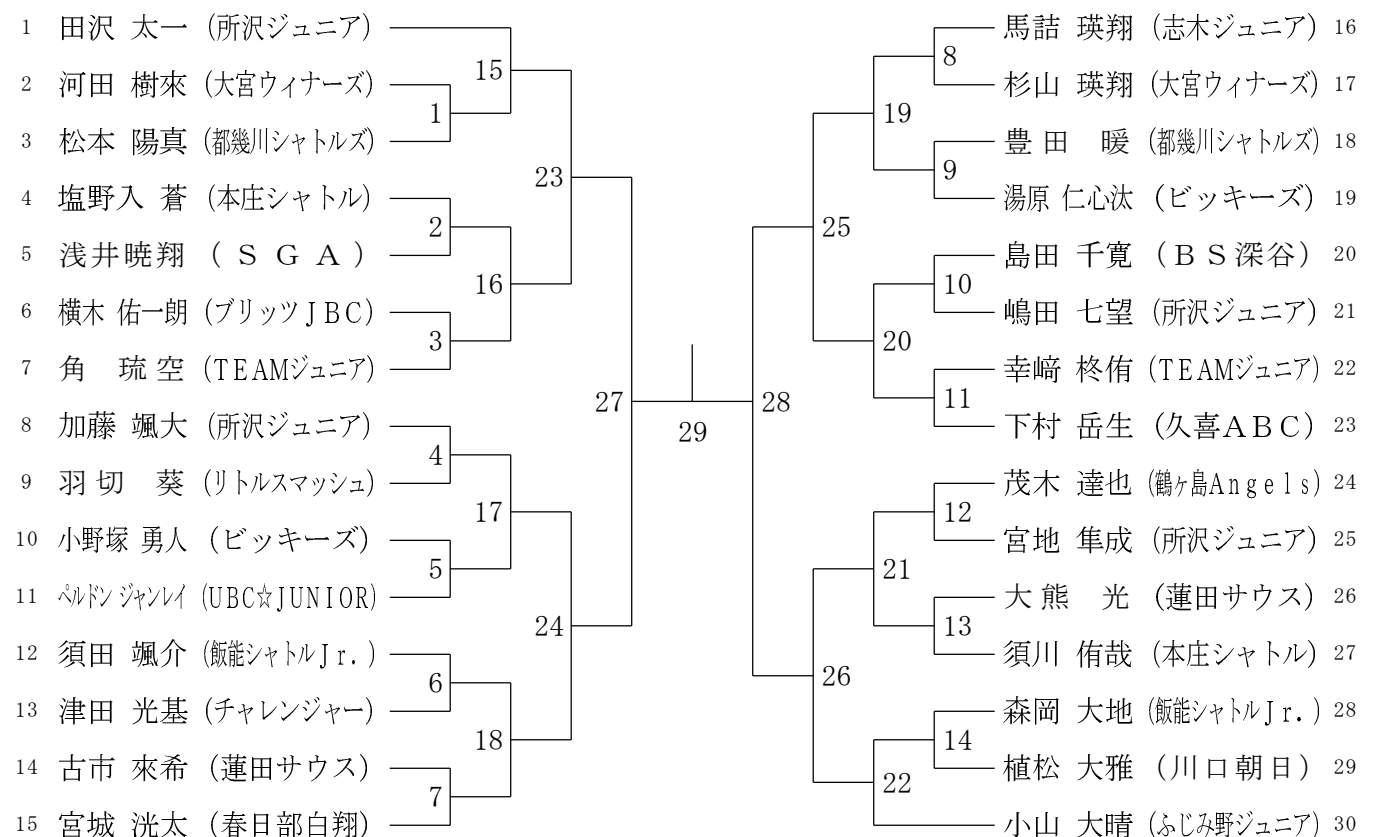 1 田沢 太一 (所沢ジュニア)
2 河田 樹來 (大宮ウィナーズ)
3 松本 陽真 (都幾川シャトルズ)
4 塩野入 蒼 (本庄シャトル)
5 浅井暁翔 (ＳＧＡ)
6 横木 佑一朗 (ブリッツＪＢＣ)
7 角 琉空 (TEAMジュニア)
8 加藤 颯大 (所沢ジュニア)
9 羽切 葵 (リトルスマッシュ)
10 小野塚 勇人 (ビッキーズ)
11 ペルドン ジャンレイ (UBC☆JUNIOR)
12 須田 颯介 (飯能シャトルＪr.)
13 津田 光基 (チャレンジャー)
14 古市 來希 (蓮田サウス)
15 宮城 洸太 (春日部白翔)
15
1
23
2
16
3
27
4
17
5
24
6
18
7
29
28
8
19
9
25
10
20
11
12
21
13
26
14
22
馬詰 瑛翔 (志木ジュニア) 16
杉山 瑛翔 (大宮ウィナーズ) 17
豊田 暖 (都幾川シャトルズ) 18
湯原 仁心汰 (ビッキーズ) 19
島田 千寛 (ＢＳ深谷) 20
嶋田 七望 (所沢ジュニア) 21
幸﨑 柊侑 (TEAMジュニア) 22
下村 岳生 (久喜ＡＢＣ) 23
茂木 達也 (鶴ヶ島Angels) 24
宮地 隼成 (所沢ジュニア) 25
大熊 光 (蓮田サウス) 26
須川 侑哉 (本庄シャトル) 27
森岡 大地 (飯能シャトルＪr.) 28
植松 大雅 (川口朝日) 29
小山 大晴 (ふじみ野ジュニア) 30